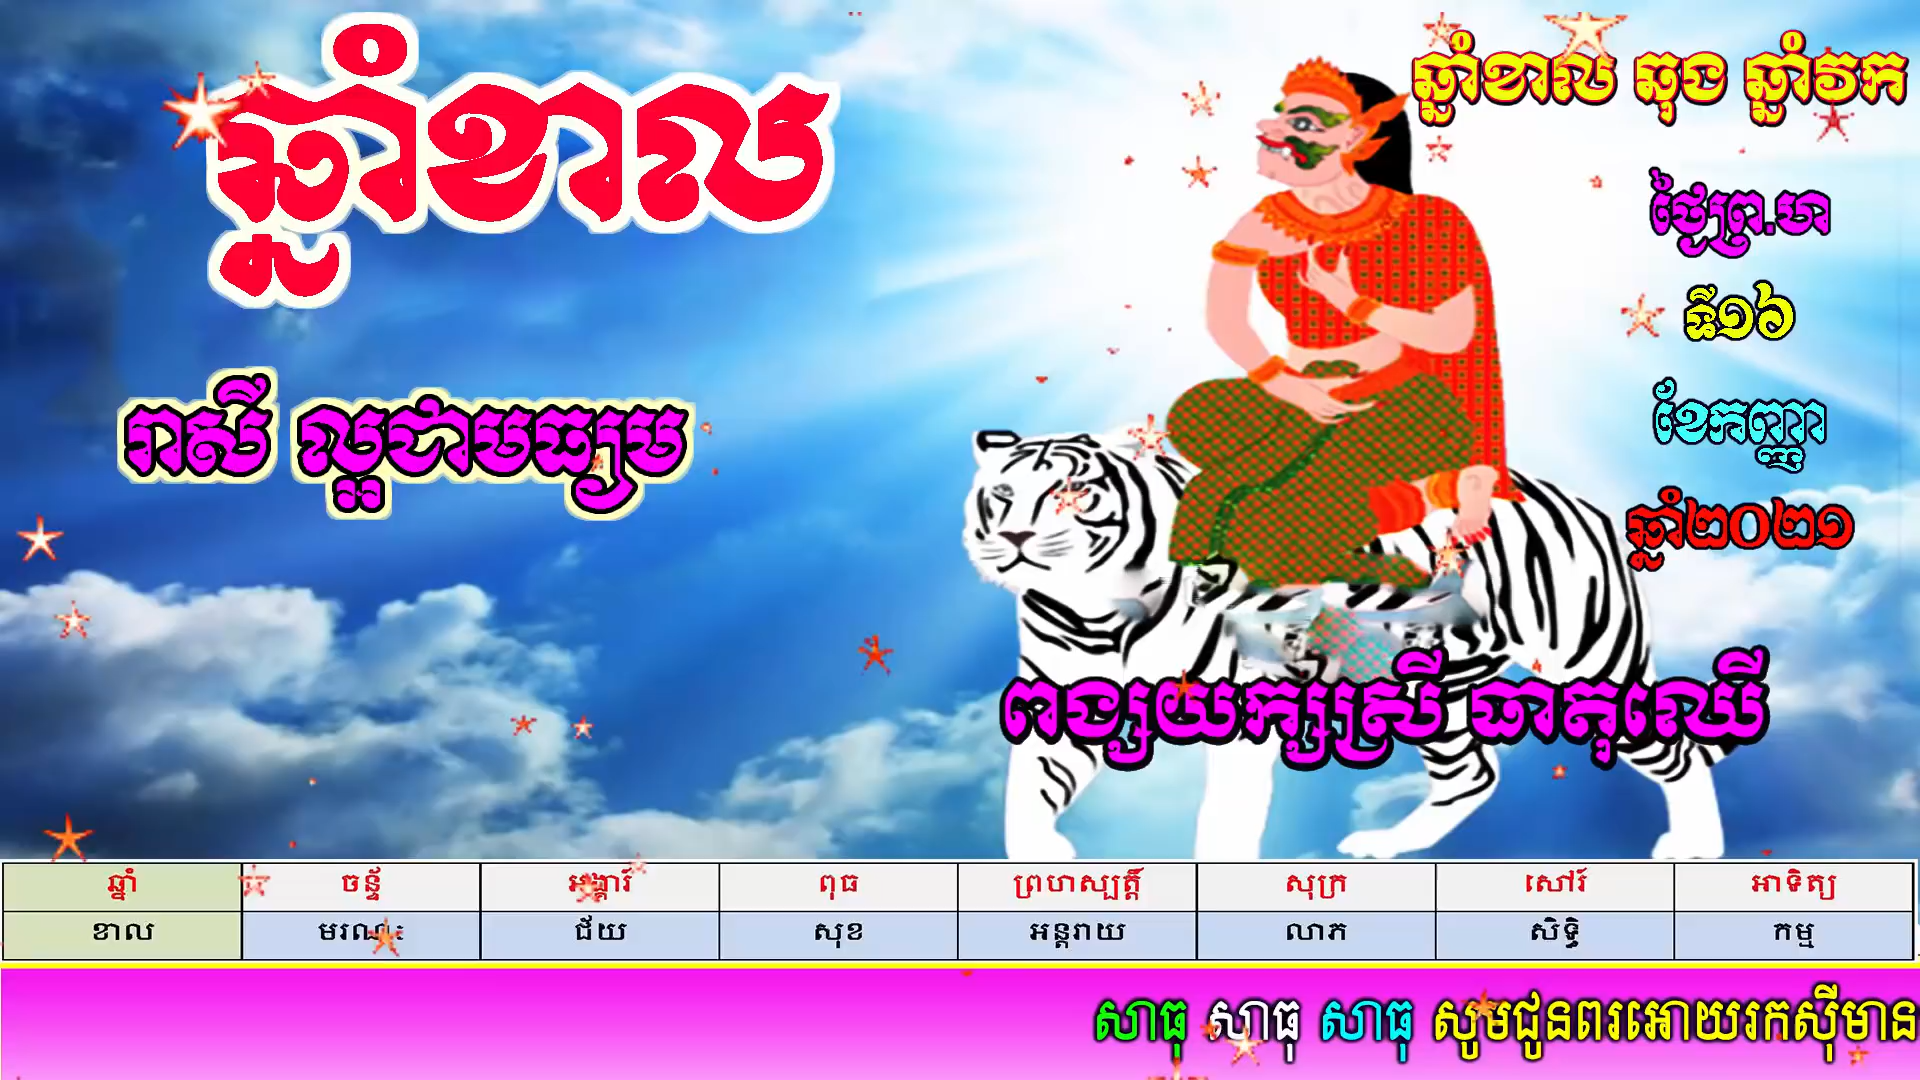 ឆ្នាំខាល
ឆ្នាំខាល ឆុង ឆ្នាំវក
ថ្ងៃព្រ.ហ
ទី១៦
ខែកញ្ញា
ឆ្នាំ២០២១
រាសី ល្អជាមធ្យម
ពង្សយក្សស្រី ធាតុឈើ
ឆ្នាំ ចន្ទ័ អង្គារ៍ ពុធ ព្រហស្បត្តិ៍ សុក្រ សៅរ៍ អាទិត្យ
ខាល មរណៈ ជ័យ សុខ អន្តរាយ លាភ សិទ្ធិ កម្ម
សាធុ សាធុ សាធុ សូមជូនពរអោយរកស៊ីមាន